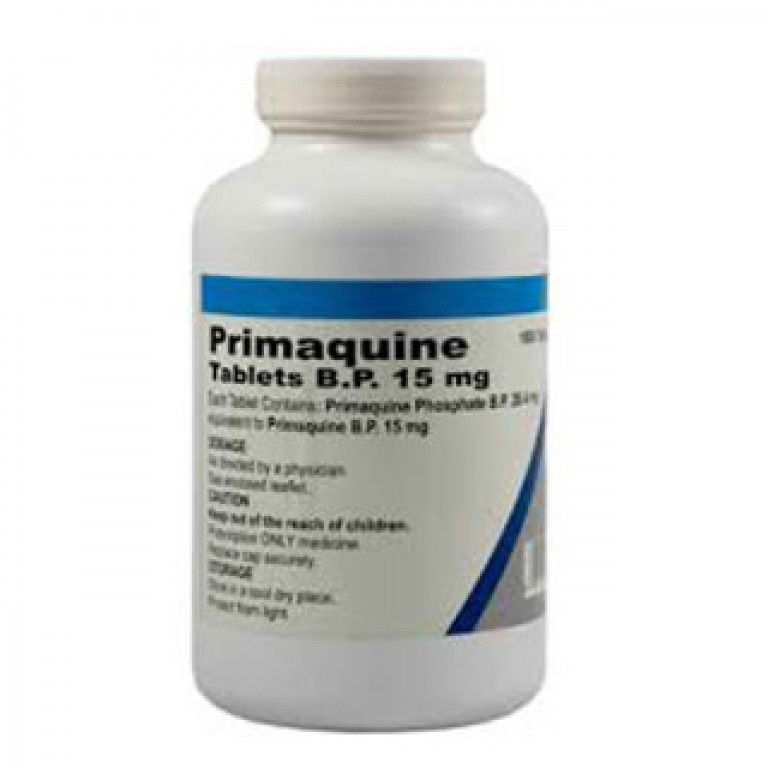 Primaquine
Tablets B.P. 15 mg
Each Tablet Contains: Primaquine Phosphate B.P.
equivalent to Primaquine B.P. 15 mg
DOSAGE
As directed by a physician
See enclosed leaflet.
CAUTION
Keep out of the reach of children.
Prescription ONLY medicine
Replace cap securely.
STORAGE
Store in a cool dry place.
Protect from light